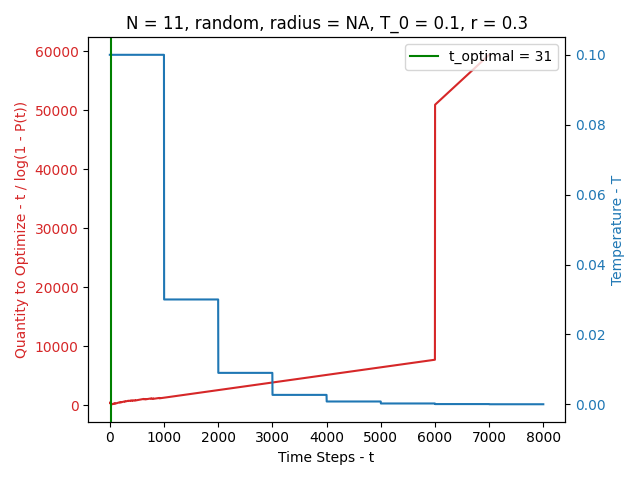 N = 11, random, radius = NA, T_0 = 0.1, r = 0.3
t_optimal = 31
Quantity to Optimize - t / log(1 - P(t))
60000
50000
40000
30000
20000
10000
0
0.10
0.08
0.06
0.04
0.02
0.00
Temperature - T
0 1000 2000 3000 4000 5000 6000 7000 8000
Time Steps - t